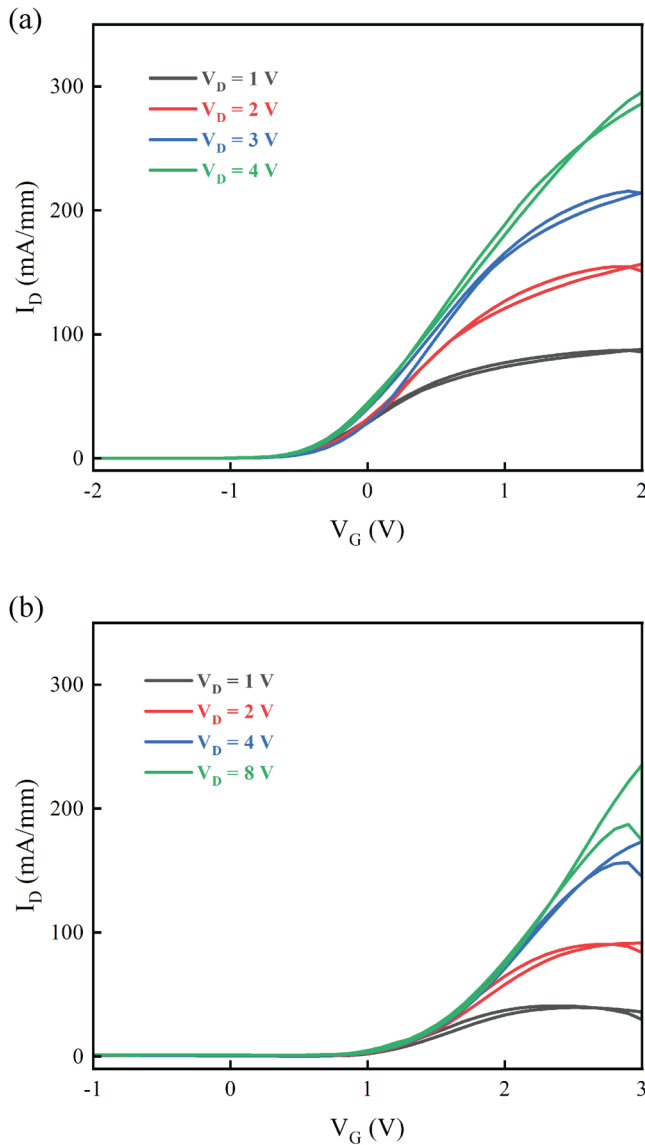 (a)
V_D = 1 V
V_D = 2 V
V_D = 3 V
V_D = 4 V
300
200
100
0
I_D (mA/mm)
-2 -1 0 1 2
V_G (V)
(b)
V_D = 1 V
V_D = 2 V
V_D = 4 V
V_D = 8 V
300
200
100
0
I_D (mA/mm)
-1 0 1 2 3
V_G (V)